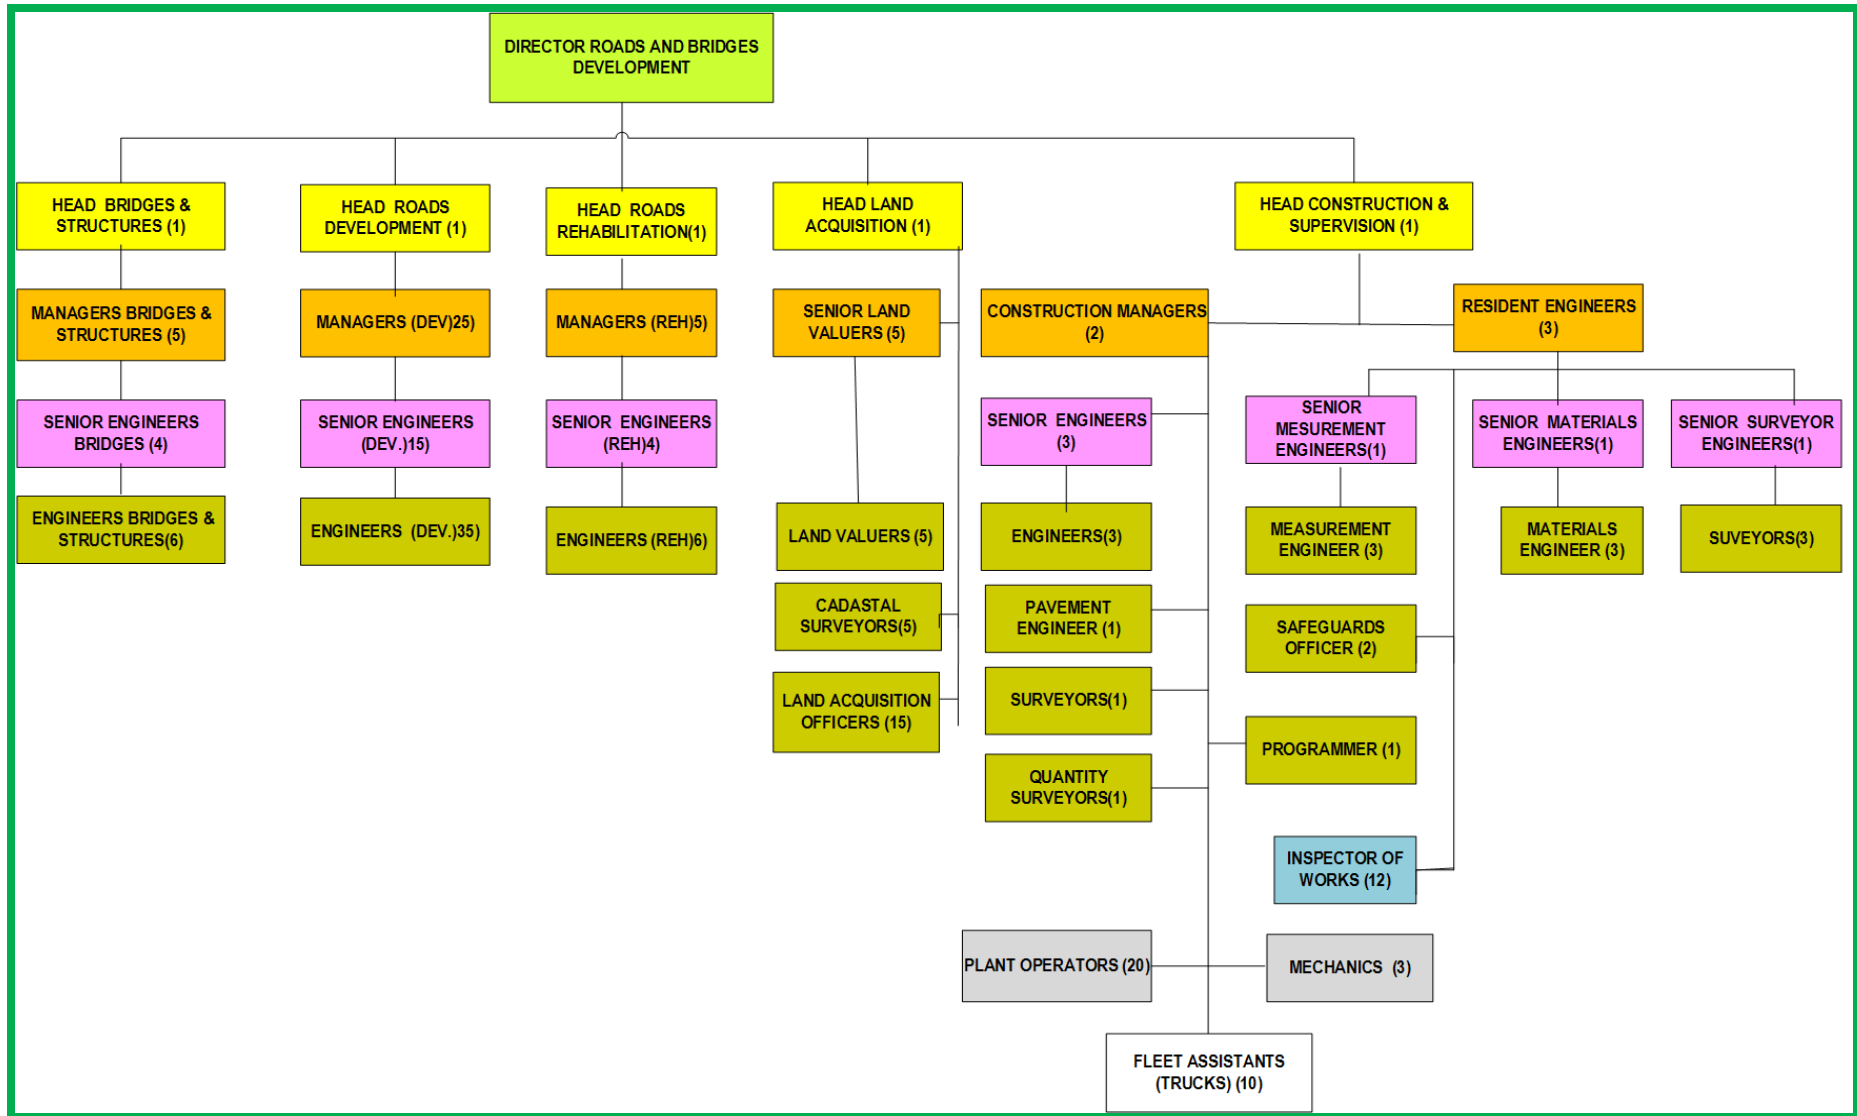 DIRECTOR ROADS AND BRIDGES
DEVELOPMENT
HEAD BRIDGES &
STRUCTURES (1)
HEAD ROADS
DEVELOPMENT (1)
HEAD ROADS
REHABILITATION(1)
HEAD LAND
ACQUISITION (1)
HEAD CONSTRUCTION &
SUPERVISION (1)
MANAGERS BRIDGES &
STRUCTURES (5)
MANAGERS (DEV)25)
MANAGERS (REH)5)
SENIOR LAND
VALUERS (5)
CONSTRUCTION MANAGERS
(2)
RESIDENT ENGINEERS
(3)
SENIOR ENGINEERS
BRIDGES (4)
SENIOR ENGINEERS
(DEV.)15)
SENIOR ENGINEERS
(REH)4)
SENIOR ENGINEERS
(3)
SENIOR
MESUREMENT
ENGINEERS(1)
SENIOR MATERIALS
ENGINEERS(1)
SENIOR SURVEYOR
ENGINEERS(1)
ENGINEERS BRIDGES &
STRUCTURES(6)
ENGINEERS (DEV.)35)
ENGINEERS (REH)6)
LAND VALUERS (5)
ENGINEERS(3)
MEASUREMENT
ENGINEER (3)
MATERIALS
ENGINEER (3)
SUVEYORS(3)
CADASTAL
SURVEYORS(5)
PAVEMENT
ENGINEER (1)
SAFEGUARDS
OFFICER (2)
LAND ACQUISITION
OFFICERS (15)
SURVEYORS(1)
PROGRAMMER (1)
QUANTITY
SURVEYORS(1)
INSPECTOR OF
WORKS (12)
PLANT OPERATORS (20)
MECHANICS (3)
FLEET ASSISTANTS
(TRUCKS) (10)